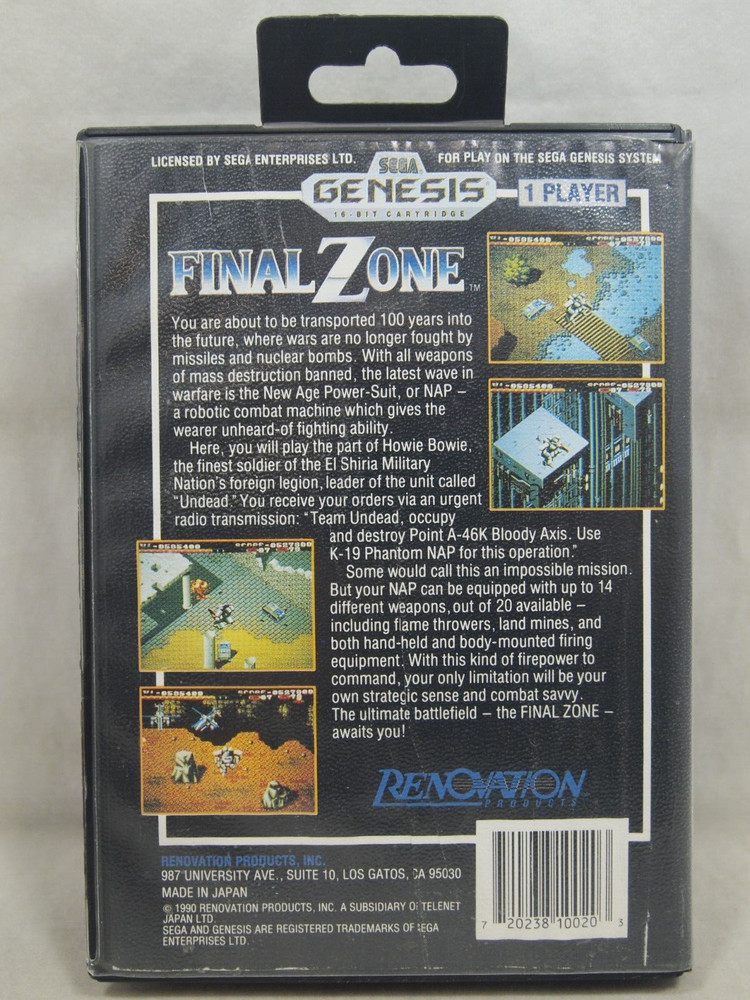 LICENSED BY SEGA ENTERPRISES LTD.
FOR PLAY ON THE SEGA GENESIS SYSTEM
SEGA
GENESIS
16-BIT CARTRIDGE
1 PLAYER
FINAL ZONE ™
You are about to be transported 100 years into
the future, where wars are no longer fought by
missiles and nuclear bombs. With all weapons
of mass destruction banned, the latest wave in
warfare is the New Age Power-Suit, or NAP –
a robotic combat machine which gives the
wearer unheard-of fighting ability.
Here, you will play the part of Howie Bowie,
the finest soldier of the El Shiria Military
Nation's foreign legion, leader of the unit called
"Undead." You receive your orders via an urgent
radio transmission: "Team Undead, occupy
and destroy Point A-46K Bloody Axis. Use
K-19 Phantom NAP for this operation."
Some would call this an impossible mission.
But your NAP can be equipped with up to 14
different weapons, out of 20 available –
including flame throwers, land mines, and
both hand-held and body-mounted firing
equipment. With this kind of firepower to
command, your only limitation will be your
own strategic sense and combat savvy.
The ultimate battlefield – the FINAL ZONE –
awaits you!
RENOVATION
PRODUCTS
RENOVATION PRODUCTS, INC.
987 UNIVERSITY AVE., SUITE 10, LOS GATOS, CA 95030
MADE IN JAPAN
© 1990 RENOVATION PRODUCTS, INC. A SUBSIDIARY OF TELENET
JAPAN LTD.
SEGA AND GENESIS ARE REGISTERED TRADEMARKS OF SEGA
ENTERPRISES LTD.
7 20238 10020 3